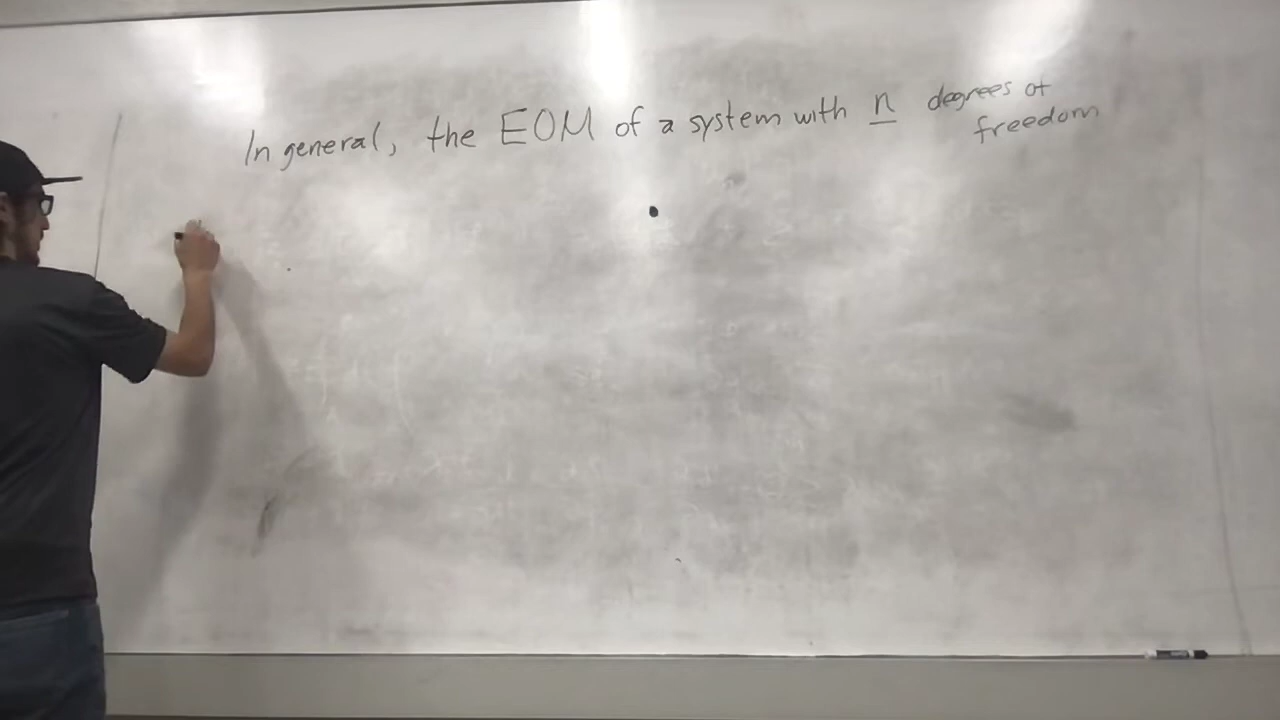 In general, the EOM of a system with n degrees of
freedom